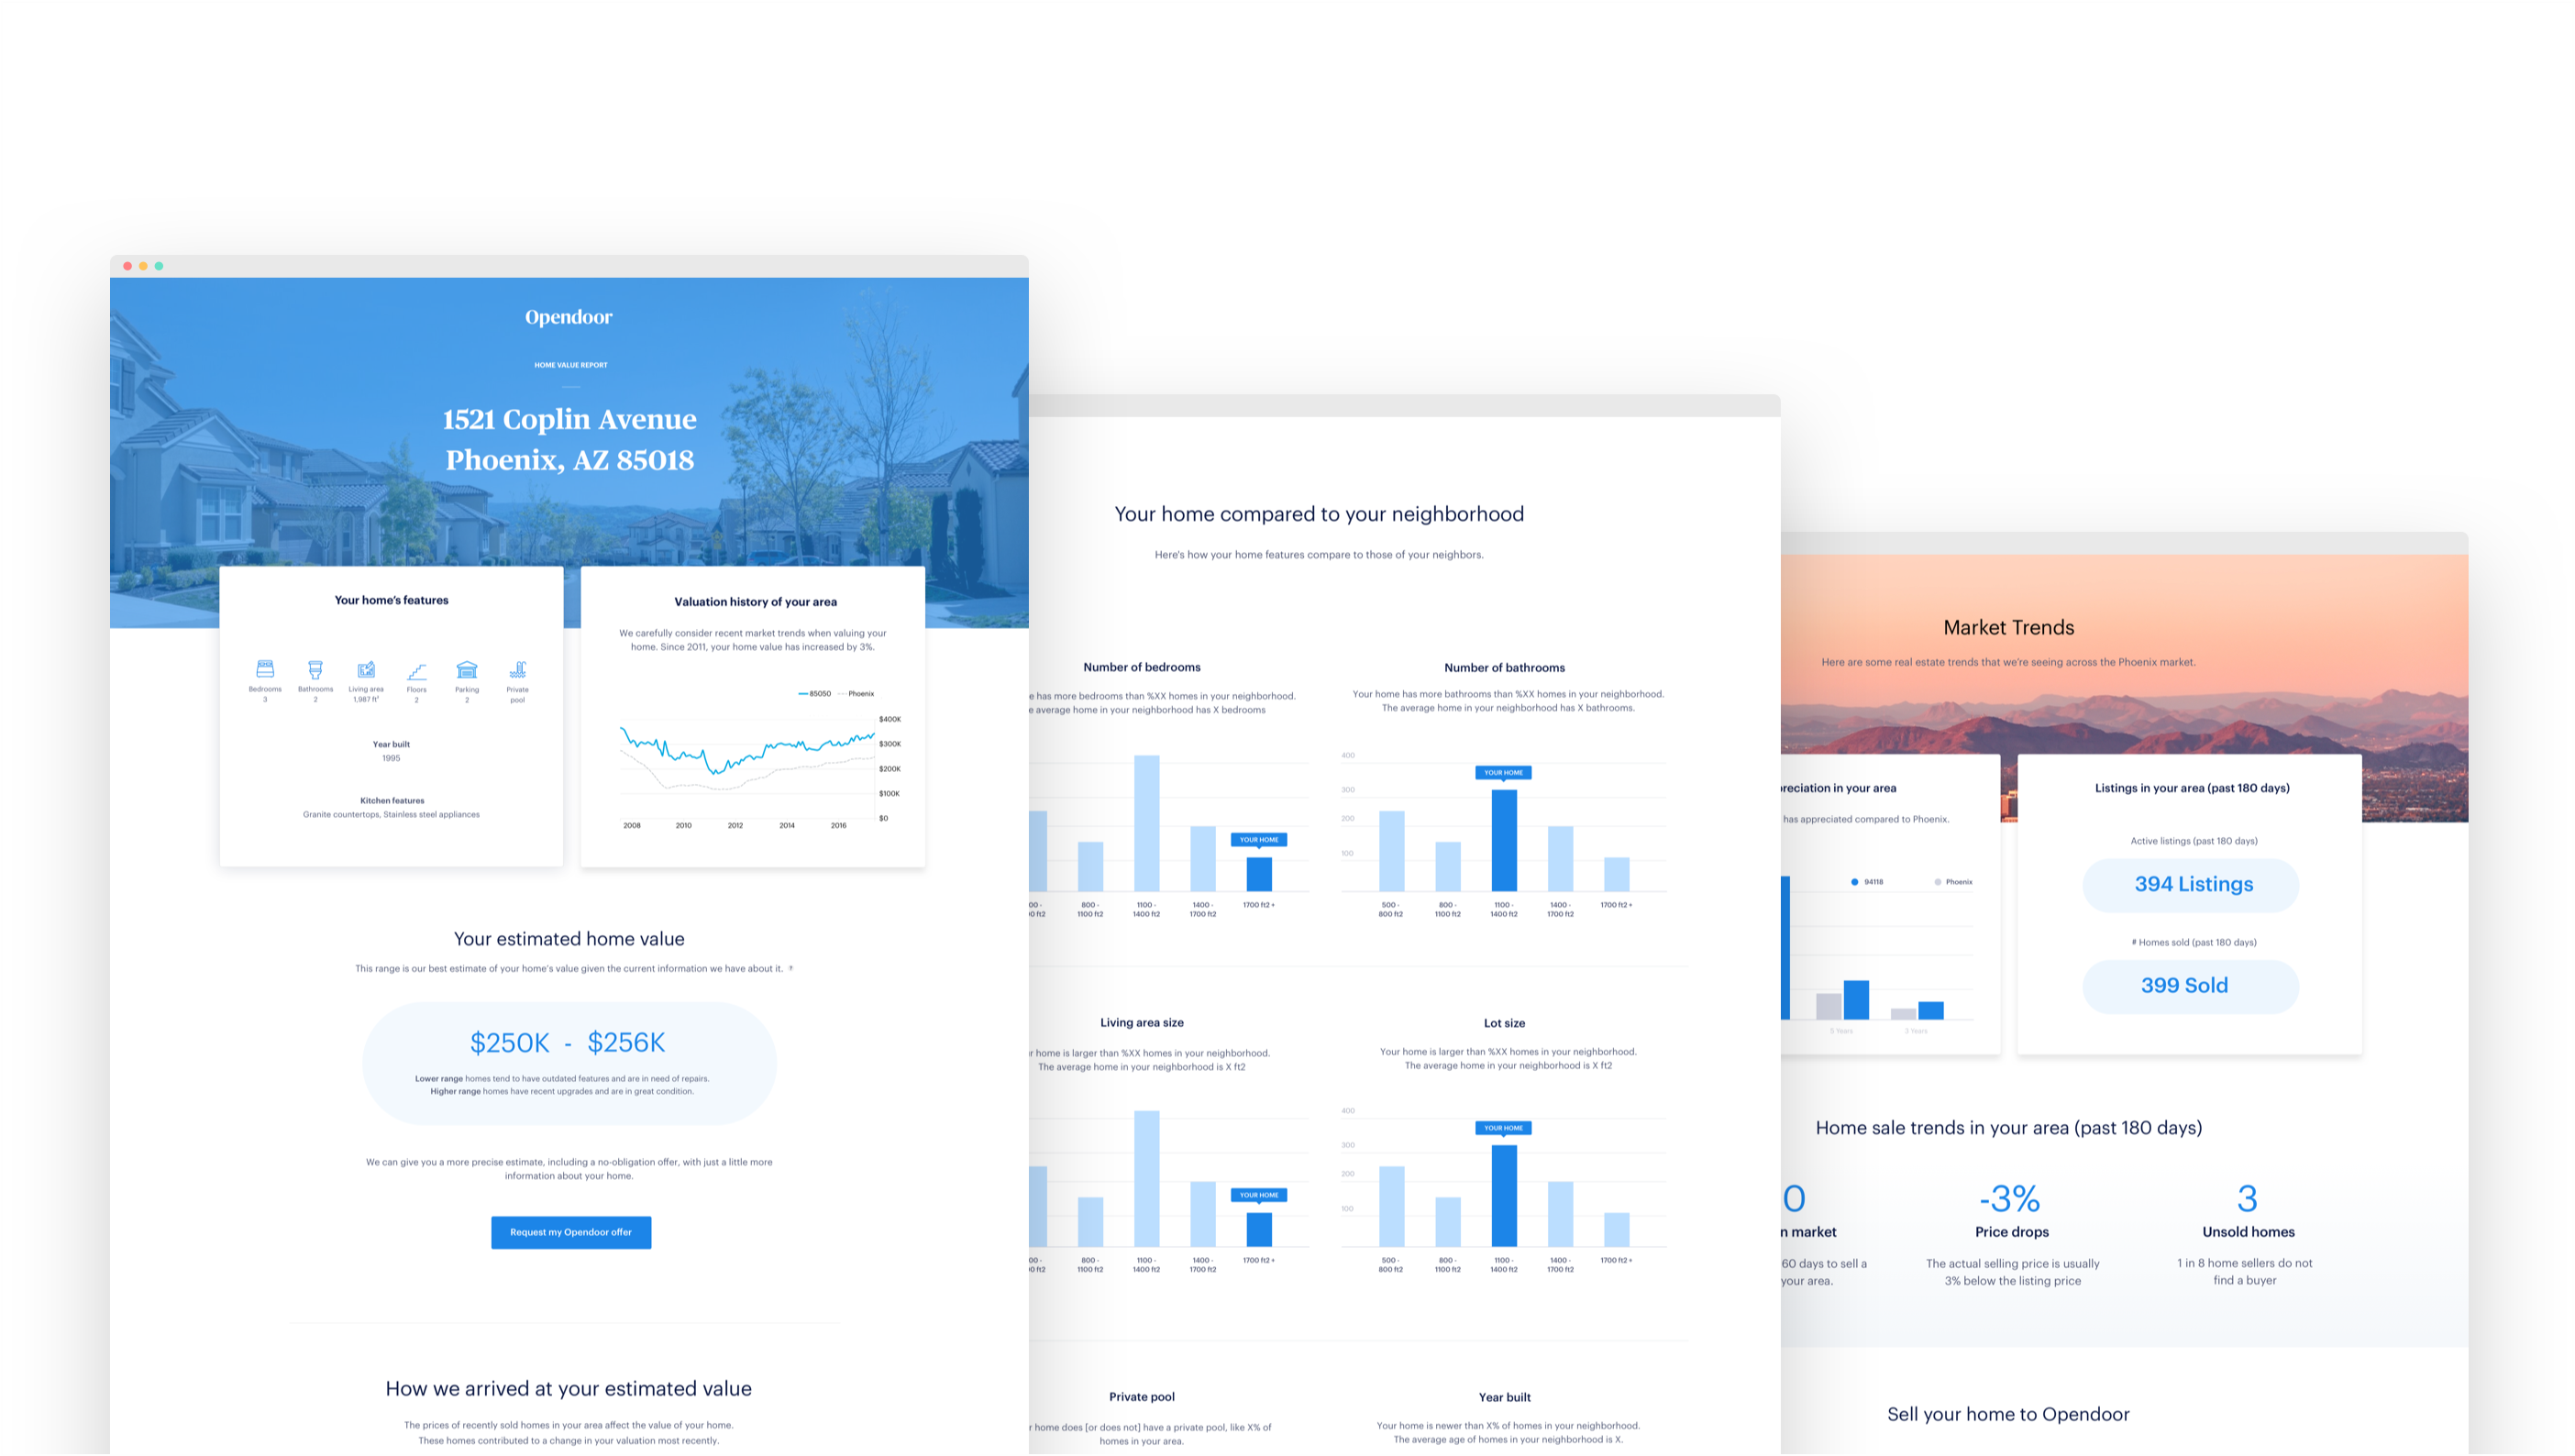 Opendoor
HOME VALUE REPORT
1521 Coplin Avenue
Phoenix, AZ 85018
Your home's features
Bedrooms
3
Bathrooms
2
Living area
1,987 ft²
Floors
2
Parking
2
Private
pool
Year built
1995
Kitchen features
Granite countertops, Stainless steel appliances
Valuation history of your area
We carefully consider recent market trends when valuing your
home. Since 2011, your home value has increased by 3%.
85050 Phoenix
$400K
$300K
$200K
$100K
$0
2008 2010 2012 2014 2016
Your estimated home value
This range is our best estimate of your home's value given the current information we have about it.
$250K - $256K
Lower range homes tend to have outdated features and are in need of repairs.
Higher range homes have recent upgrades and are in great condition.
We can give you a more precise estimate, including a no-obligation offer, with just a little more
information about your home.
Request my Opendoor offer
How we arrived at your estimated value
The prices of recently sold homes in your area affect the value of your home.
These homes contributed to a change in your valuation most recently.
Your home compared to your neighborhood
Here's how your home features compare to those of your neighbors.
Number of bedrooms
e has more bedrooms than %XX homes in your neighborhood.
e average home in your neighborhood has X bedrooms
YOUR HOME
00 - 800 - 1100 - 1400 - 1700 ft2 +
0 ft2 1100 ft2 1400 ft2 1700 ft2
Number of bathrooms
Your home has more bathrooms than %XX homes in your neighborhood.
The average home in your neighborhood has X bathrooms.
400
YOUR HOME
300
200
100
500 - 800 - 1100 - 1400 - 1700 ft2 +
800 ft2 1100 ft2 1400 ft2 1700 ft2
Living area size
r home is larger than %XX homes in your neighborhood.
The average home in your neighborhood is X ft2
YOUR HOME
00 - 800 - 1100 - 1400 - 1700 ft2 +
0 ft2 1100 ft2 1400 ft2 1700 ft2
Lot size
Your home is larger than %XX homes in your neighborhood.
The average home in your neighborhood is X ft2
400
YOUR HOME
300
200
100
500 - 800 - 1100 - 1400 - 1700 ft2 +
800 ft2 1100 ft2 1400 ft2 1700 ft2
Private pool
r home does [or does not] have a private pool, like X% of
homes in your area.
Year built
Your home is newer than X% of homes in your neighborhood.
The average age of homes in your neighborhood is X.
Market Trends
Here are some real estate trends that we're seeing across the Phoenix market.
reciation in your area
has appreciated compared to Phoenix.
94118 Phoenix
5 Years 3 Years
Listings in your area (past 180 days)
Active listings (past 180 days)
394 Listings
# Homes sold (past 180 days)
399 Sold
Home sale trends in your area (past 180 days)
0
n market
60 days to sell a
your area.
-3%
Price drops
The actual selling price is usually
3% below the listing price
3
Unsold homes
1 in 8 home sellers do not
find a buyer
Sell your home to Opendoor